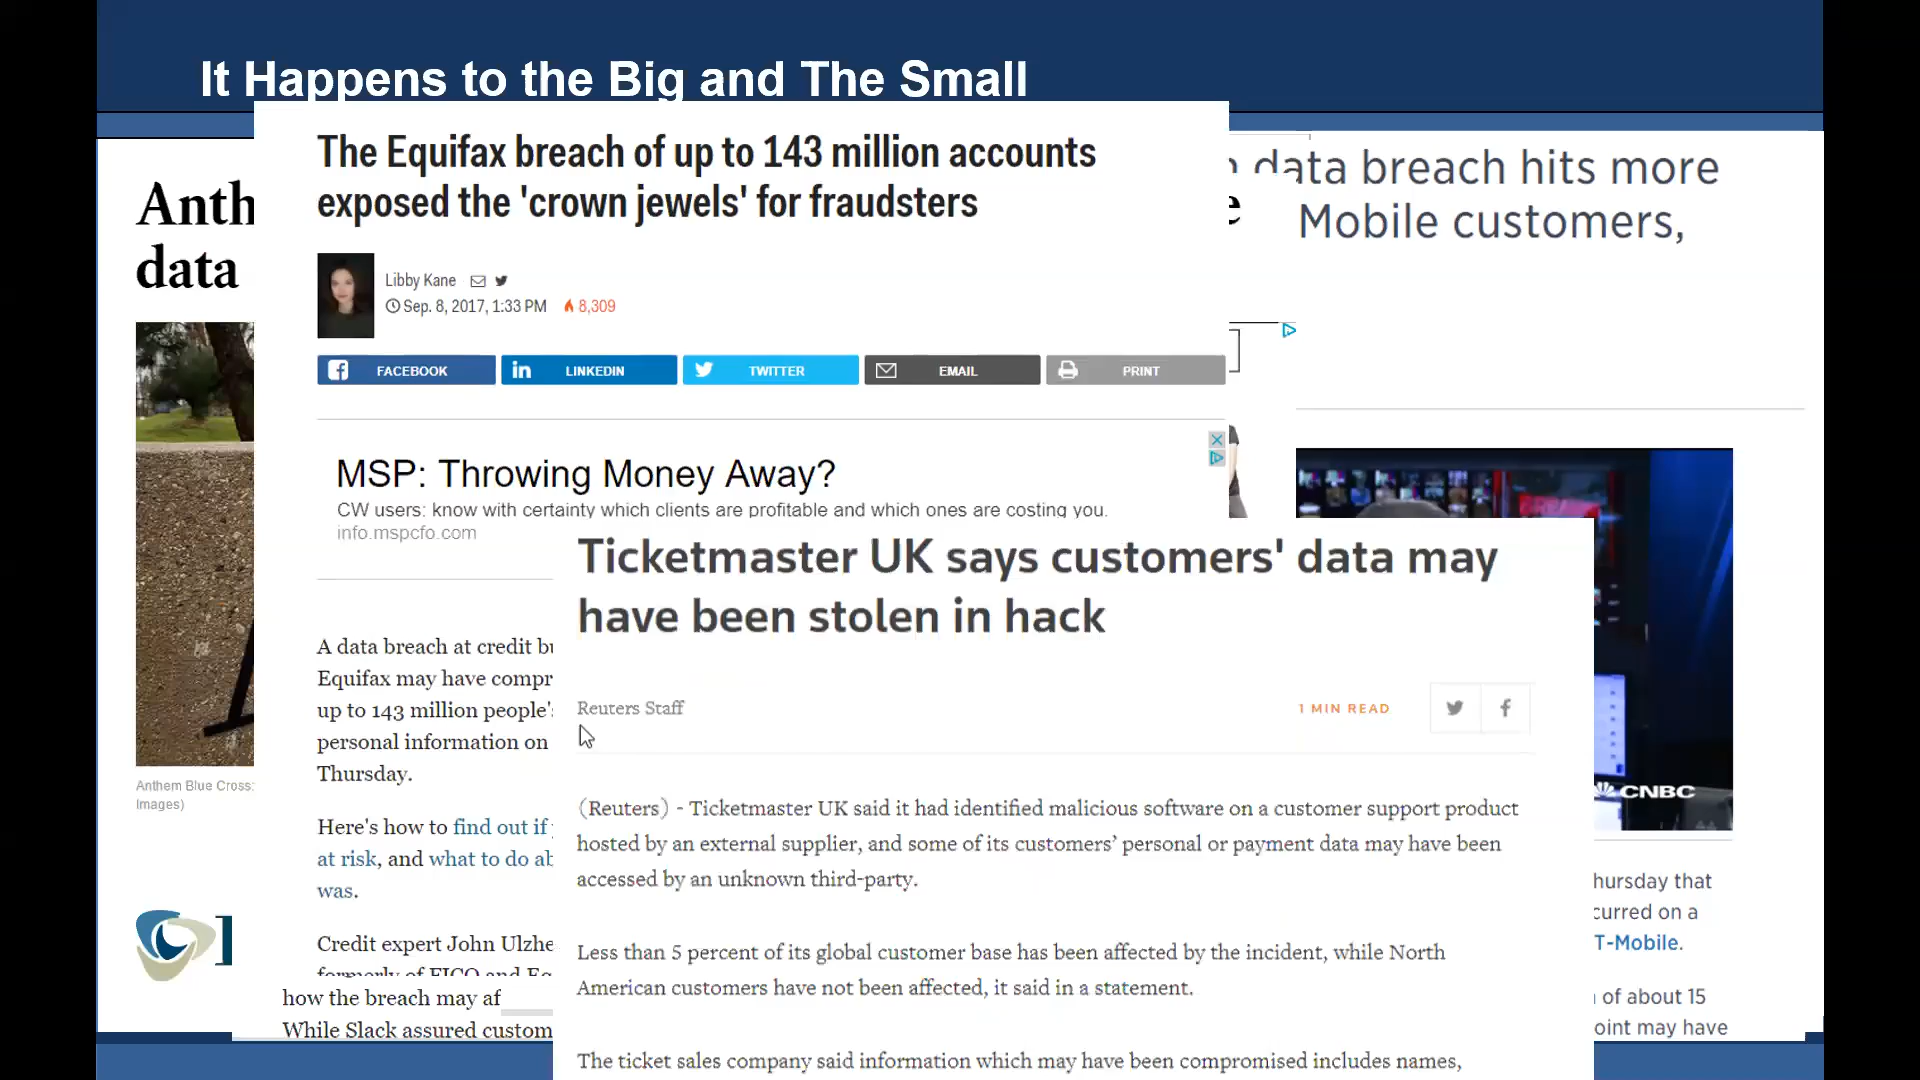 It Happens to the Big and The Small
The Equifax breach of up to 143 million accounts
exposed the 'crown jewels' for fraudsters
Libby Kane
Sep. 8, 2017, 1:33 PM 8,309
FACEBOOK LINKEDIN TWITTER EMAIL PRINT
MSP: Throwing Money Away?
CW users: know with certainty which clients are profitable and which ones are costing you.
info.mspcfo.com
A data breach at credit
Equifax may have
up to 143 million people's
personal information on
Thursday.
Here's how to find out if
at risk, and what to do
was.
Credit expert John
formerly of FICO and
how the breach may
While Slack assured
Anth
data
Anthem Blue Cross:
Images)
data breach hits more
Mobile customers,
CNBC
hursday that
curred on a
T-Mobile.
of about 15
oint may have
Ticketmaster UK says customers' data may
have been stolen in hack
Reuters Staff
1 MIN READ
(Reuters) - Ticketmaster UK said it had identified malicious software on a customer support product
hosted by an external supplier, and some of its customers’ personal or payment data may have been
accessed by an unknown third-party.
Less than 5 percent of its global customer base has been affected by the incident, while North
American customers have not been affected, it said in a statement.
The ticket sales company said information which may have been compromised includes names,